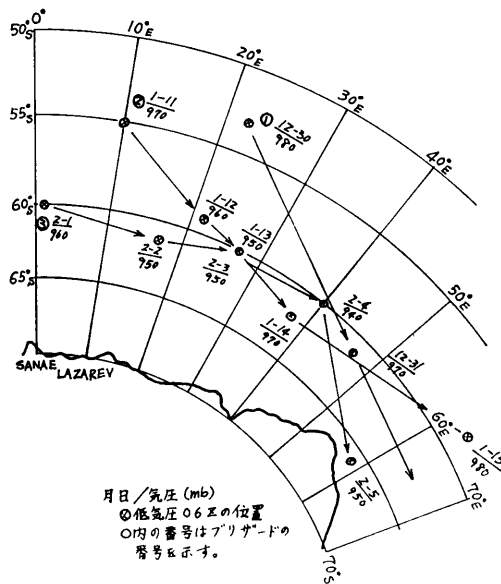 50°S
0°
10°E
20°E
30°E
40°E
50°E
60°E
70°E
55°S
60°S
65°S
70°S
② 1-11/970
① 12-30/980
1-12/960
1-13/950
③ 2-1/960
2-2/950
2-3/950
2-4/940
1-14/970
12-31/970
1-15/980
2-5/950
SANAE
LAZAREV
月日/気圧(mb)
⊗低気圧06Zの位置
○内の番号はブリザードの
番号を示す。